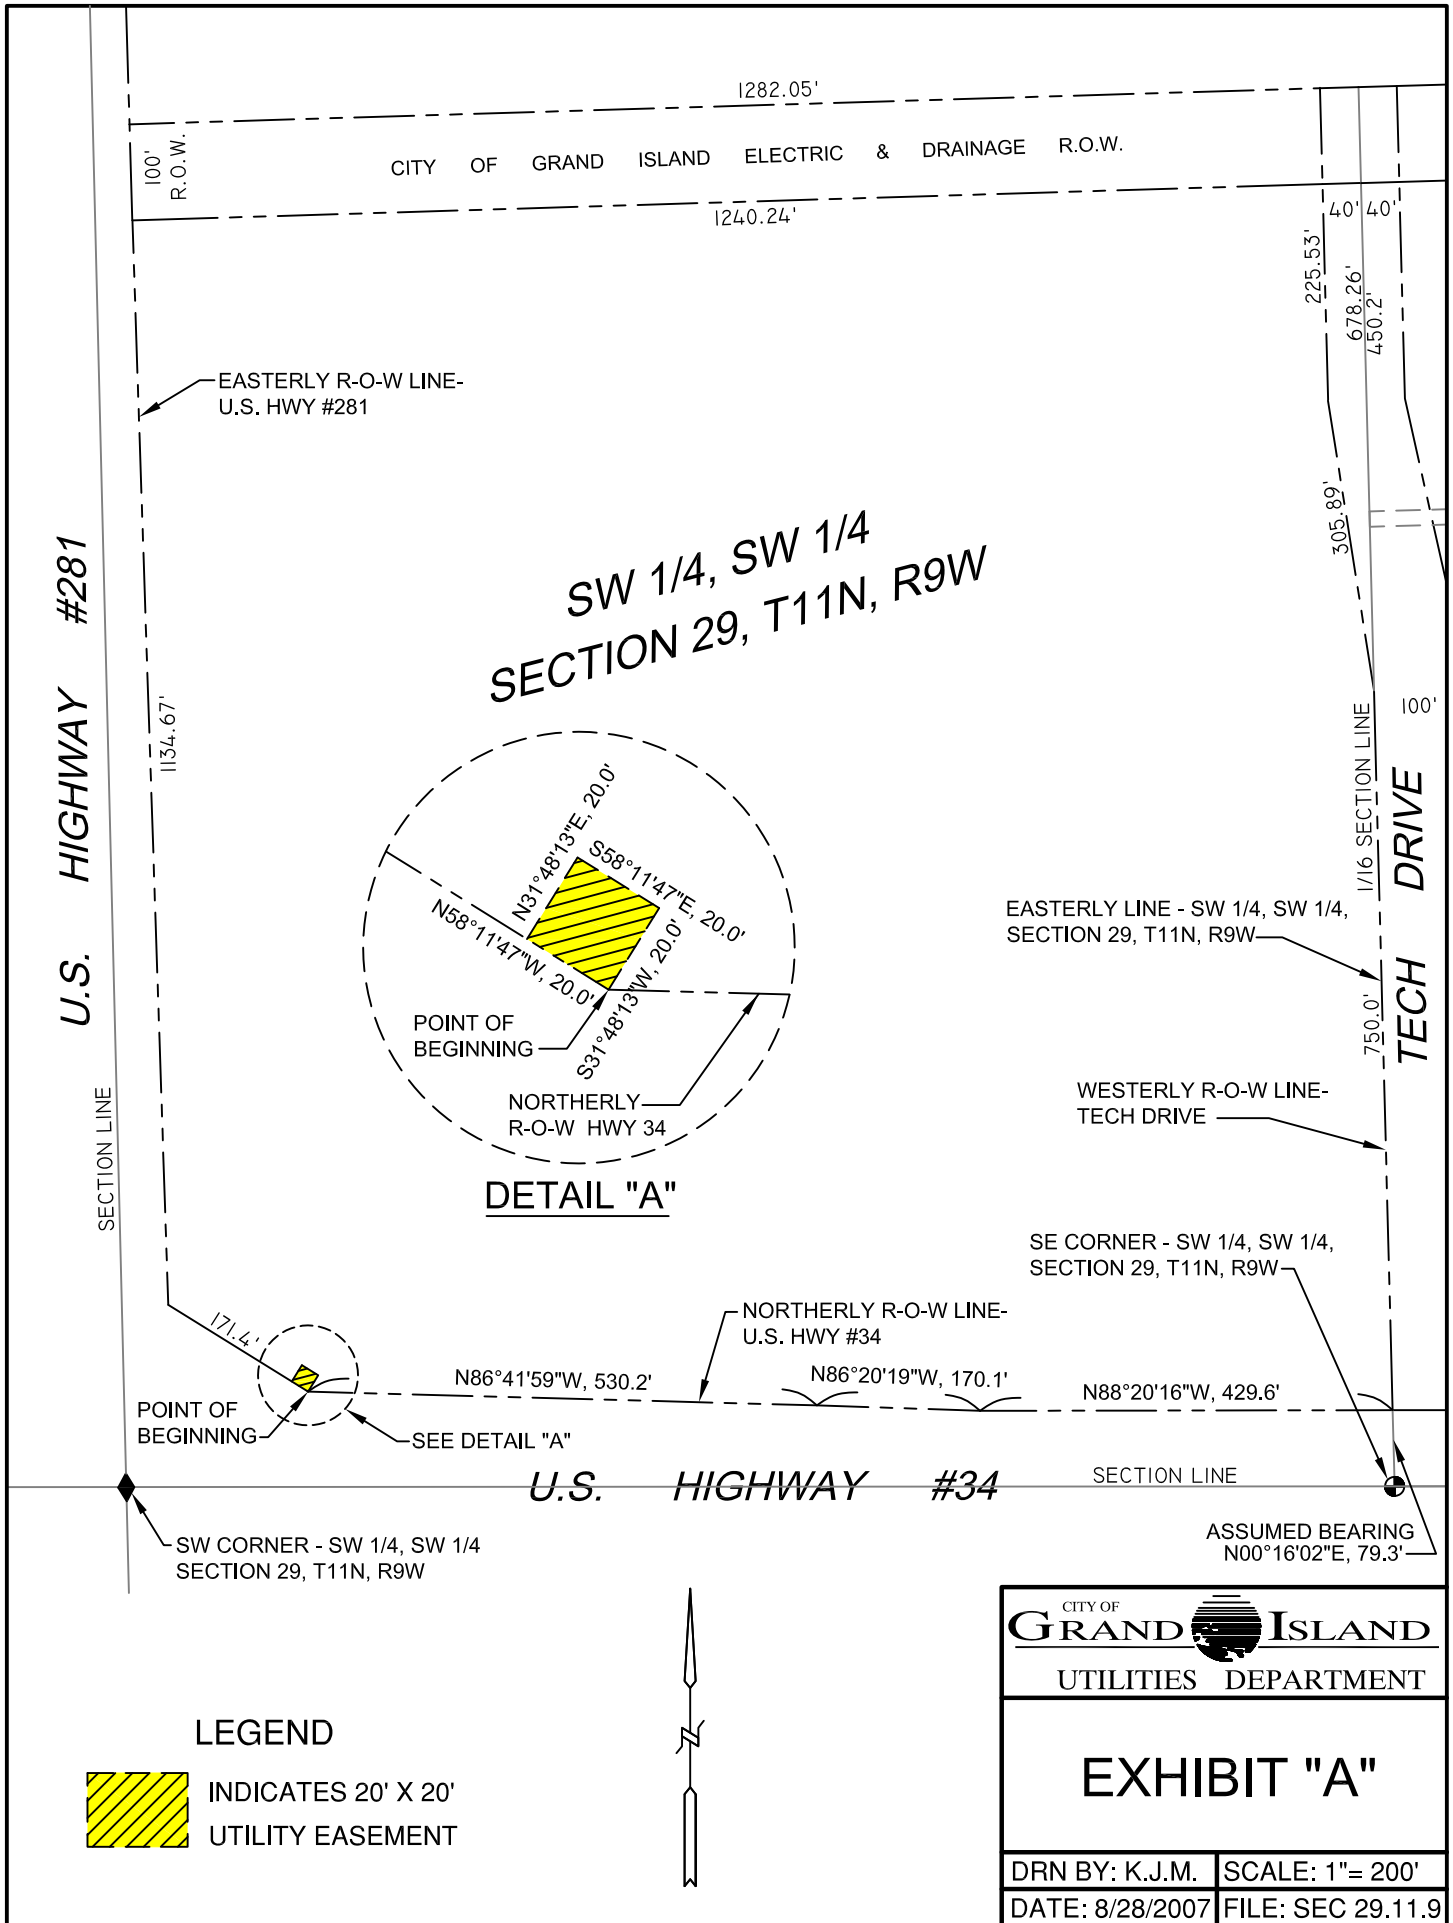 1282.05'
100'
R.O.W.
CITY OF GRAND ISLAND ELECTRIC & DRAINAGE R.O.W.
1240.24'
40' 40'
225.53'
678.26'
450.2'
EASTERLY R-O-W LINE-
U.S. HWY #281
305.89'
SW 1/4, SW 1/4
SECTION 29, T11N, R9W
U.S. HIGHWAY #281
1134.67'
100'
1/16 SECTION LINE
TECH DRIVE
N31°48'13"E, 20.0'
S58°11'47"E, 20.0'
N58°11'47"W, 20.0'
S31°48'13"W, 20.0'
POINT OF
BEGINNING
NORTHERLY
R-O-W HWY 34
DETAIL "A"
EASTERLY LINE - SW 1/4, SW 1/4,
SECTION 29, T11N, R9W
750.0'
WESTERLY R-O-W LINE-
TECH DRIVE
SECTION LINE
SE CORNER - SW 1/4, SW 1/4,
SECTION 29, T11N, R9W
171.4'
NORTHERLY R-O-W LINE-
U.S. HWY #34
N86°41'59"W, 530.2'
N86°20'19"W, 170.1'
N88°20'16"W, 429.6'
POINT OF
BEGINNING
SEE DETAIL "A"
U.S. HIGHWAY #34
SECTION LINE
SW CORNER - SW 1/4, SW 1/4
SECTION 29, T11N, R9W
ASSUMED BEARING
N00°16'02"E, 79.3'
LEGEND
INDICATES 20' X 20'
UTILITY EASEMENT
CITY OF
GRAND ISLAND
UTILITIES DEPARTMENT
EXHIBIT "A"
DRN BY: K.J.M.
SCALE: 1"= 200'
DATE: 8/28/2007
FILE: SEC 29.11.9